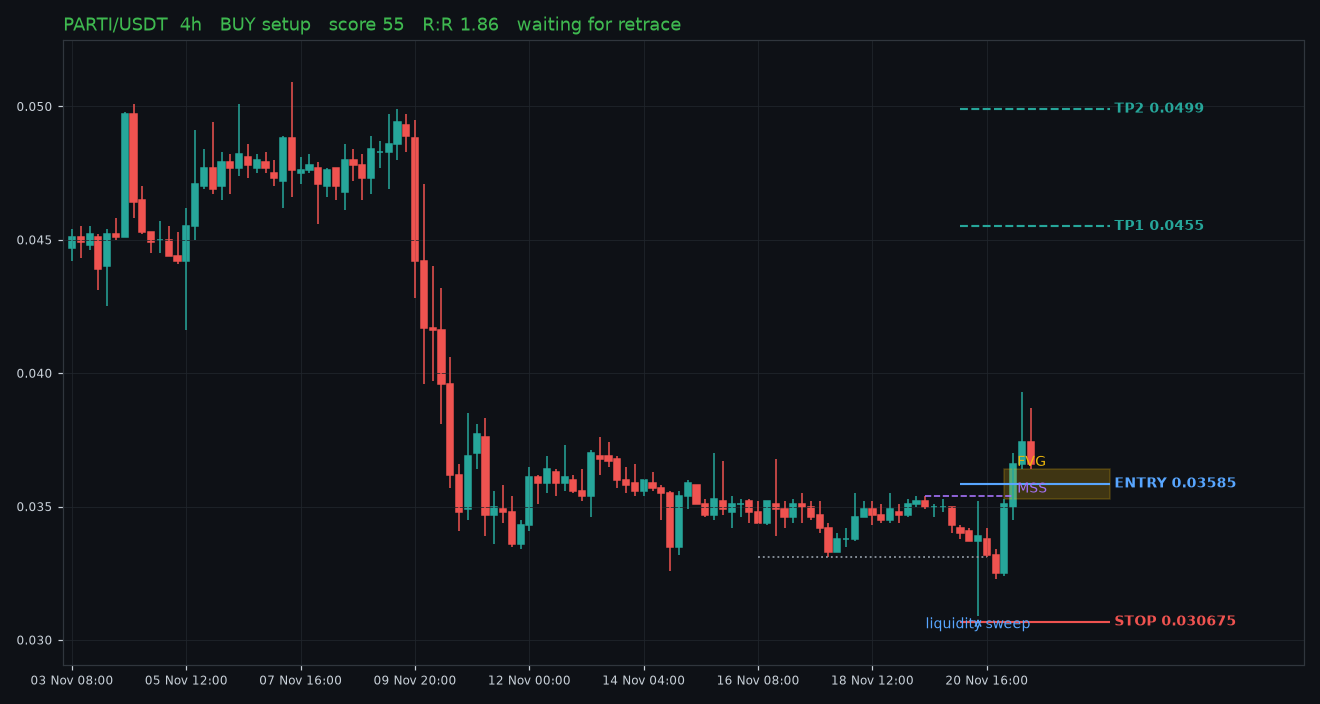 PARTI/USDT 4h BUY setup score 55 R:R 1.86 waiting for retrace
0.050
0.045
0.040
0.035
0.030
TP2 0.0499
TP1 0.0455
FVG
ENTRY 0.03585
MSS
STOP 0.030675
liquidity sweep
03 Nov 08:00 05 Nov 12:00 07 Nov 16:00 09 Nov 20:00 12 Nov 00:00 14 Nov 04:00 16 Nov 08:00 18 Nov 12:00 20 Nov 16:00